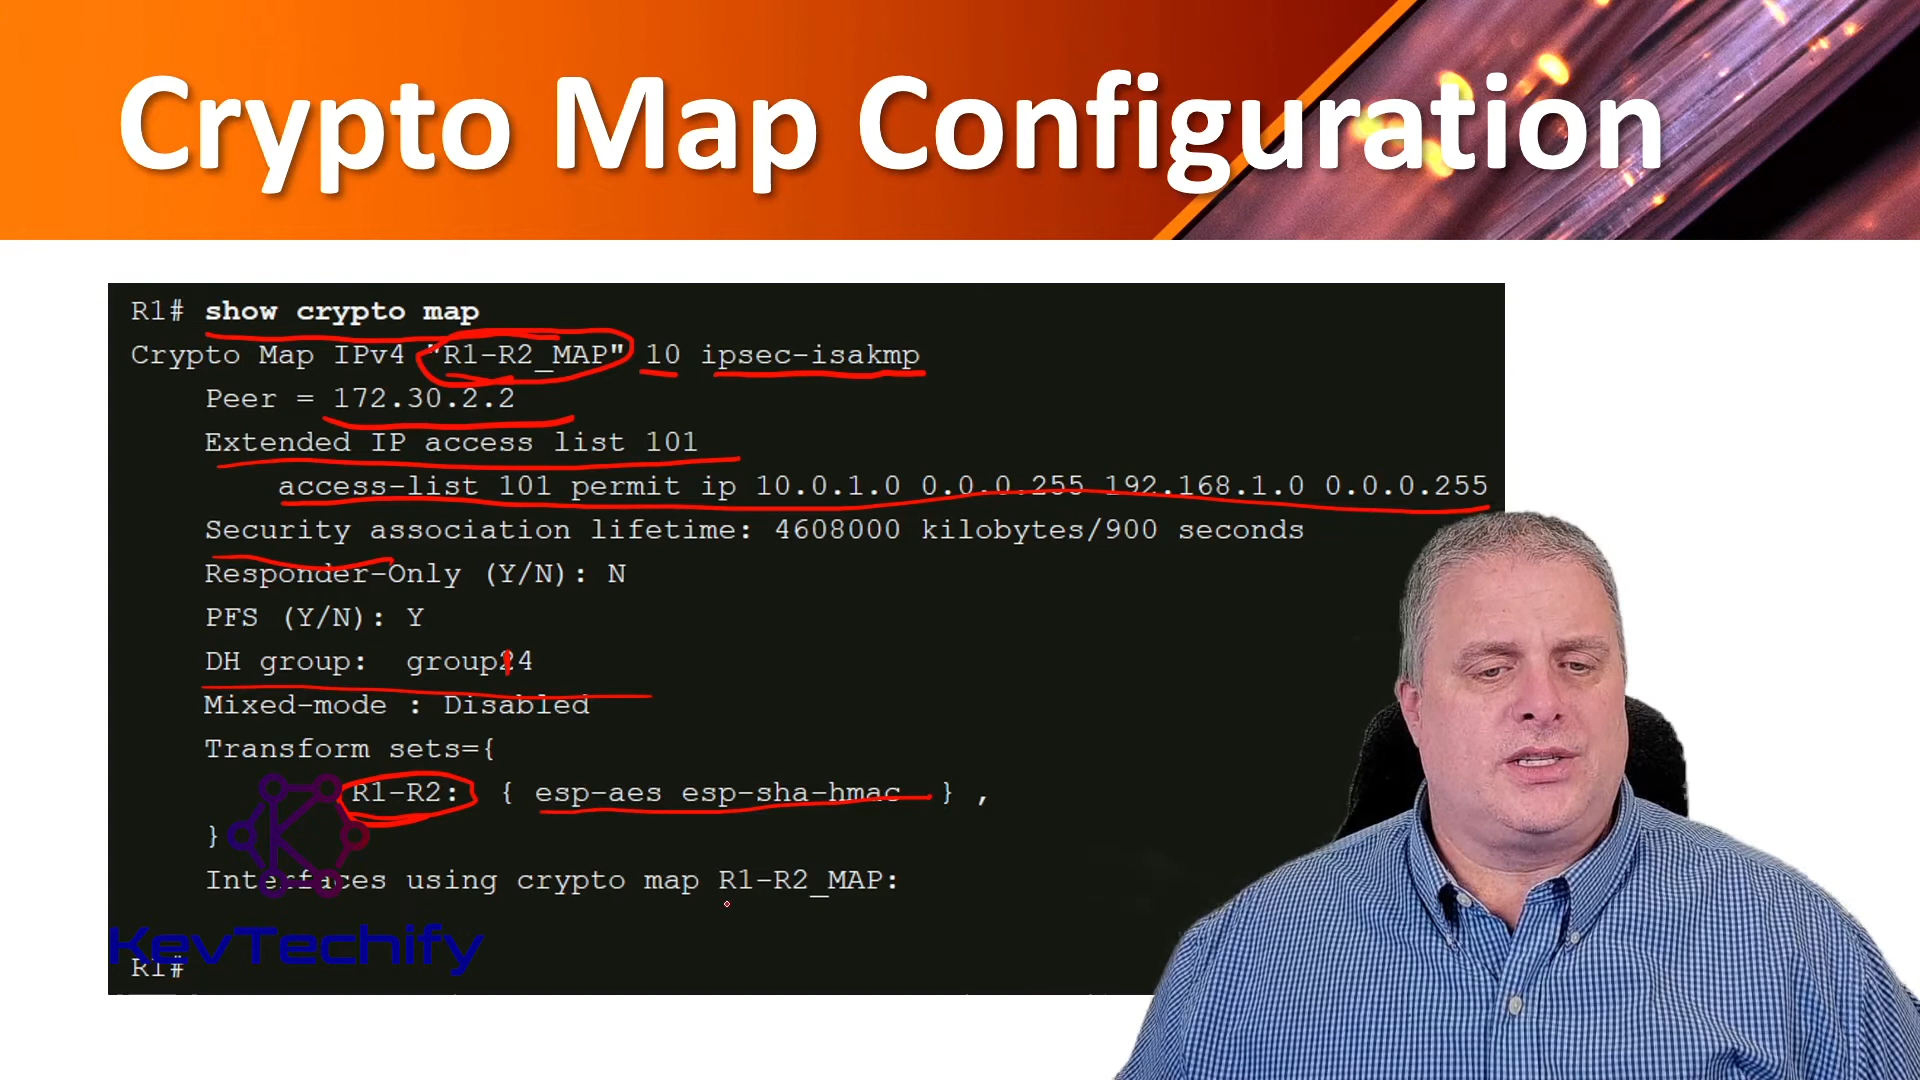 Crypto Map Configuration
R1# show crypto map
Crypto Map IPv4 "R1-R2_MAP" 10 ipsec-isakmp
Peer = 172.30.2.2
Extended IP access list 101
access-list 101 permit ip 10.0.1.0 0.0.0.255 192.168.1.0 0.0.0.255
Security association lifetime: 4608000 kilobytes/900 seconds
Responder-Only (Y/N): N
PFS (Y/N): Y
DH group: group24
Mixed-mode : Disabled
Transform sets={
R1-R2: { esp-aes esp-sha-hmac } ,
}
Interfaces using crypto map R1-R2_MAP:
KevTechify
R1#